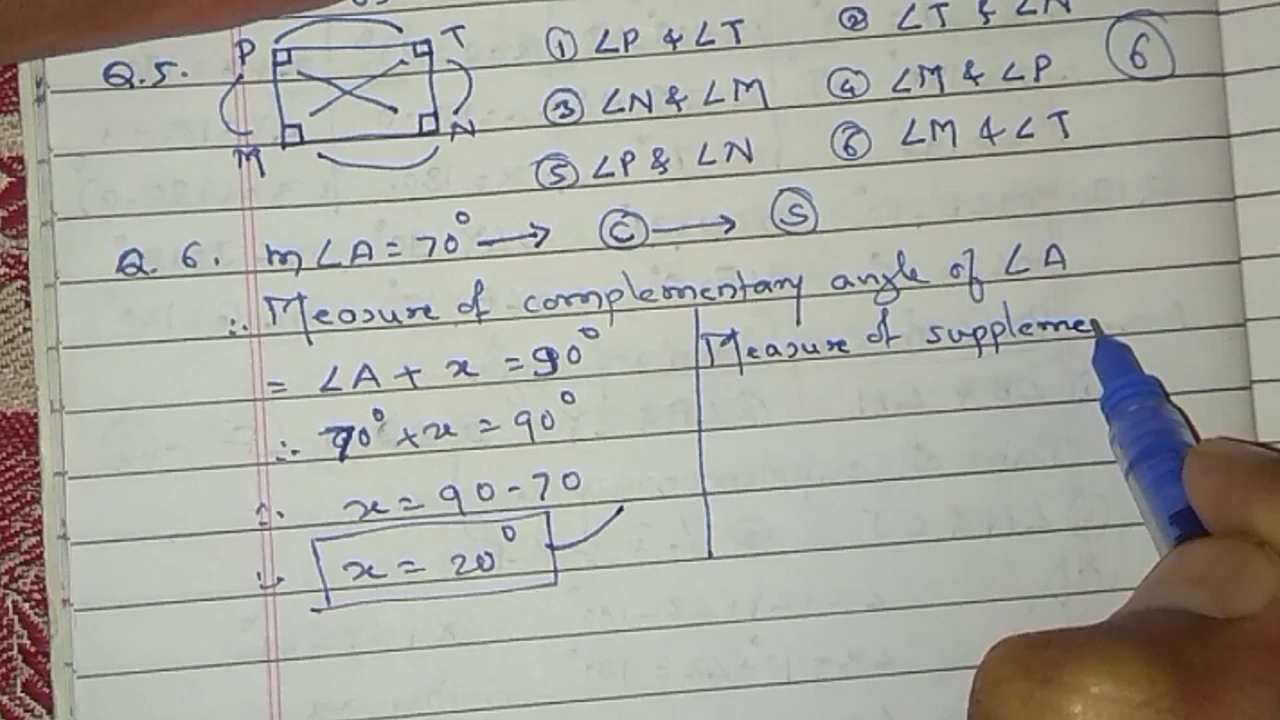 P T ① ∠P & ∠T ② ∠T & ∠N
Q.5. ③ ∠N & ∠M ④ ∠M & ∠P ⑥
M N ⑤ ∠P & ∠N ⑥ ∠M & ∠T
Q. 6. m∠A = 70° → Ⓒ → Ⓢ
∴ Measure of complementary angle of ∠A
= ∠A + x = 90°
Measure of suppleme
∴ 70° + x = 90°
∴ x = 90 - 70
∴ x = 20°